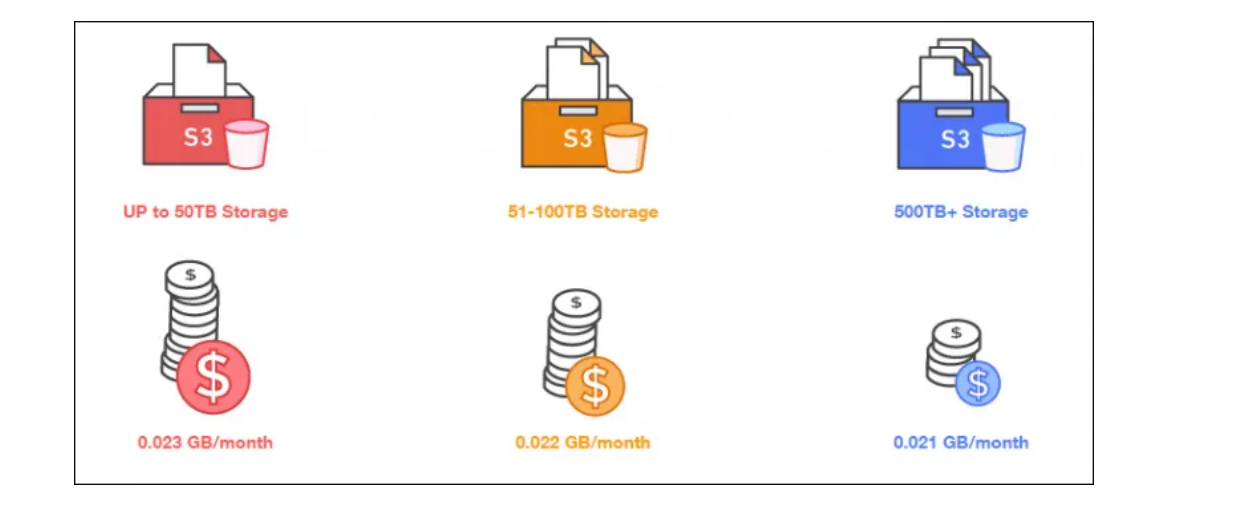 S3 S3 S3
UP to 50TB Storage 51-100TB Storage 500TB+ Storage
$ $ $
$ $ $
0.023 GB/month 0.022 GB/month 0.021 GB/month